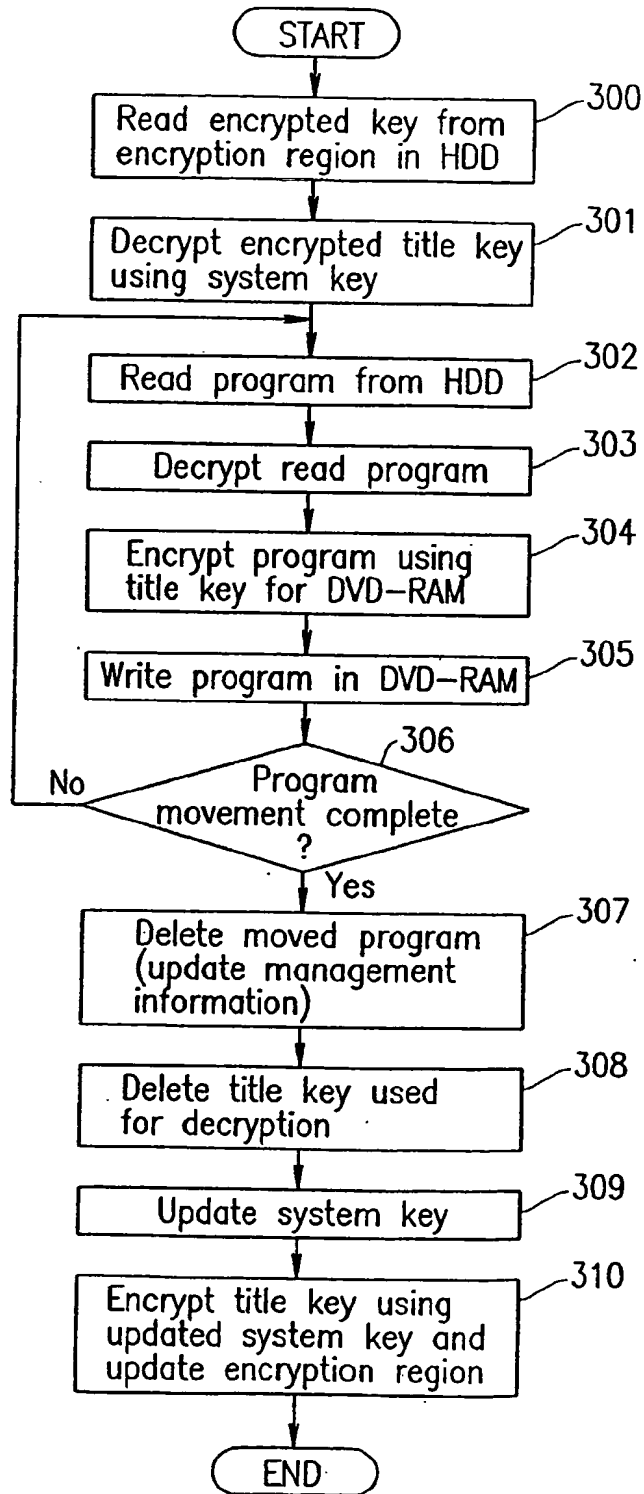 START
300
Read encrypted key from
encryption region in HDD
301
Decrypt encrypted title key
using system key
302
Read program from HDD
303
Decrypt read program
304
Encrypt program using
title key for DVD-RAM
305
Write program in DVD-RAM
306
No
Program
movement complete
?
Yes
307
Delete moved program
(update management
information)
308
Delete title key used
for decryption
309
Update system key
310
Encrypt title key using
updated system key and
update encryption region
END